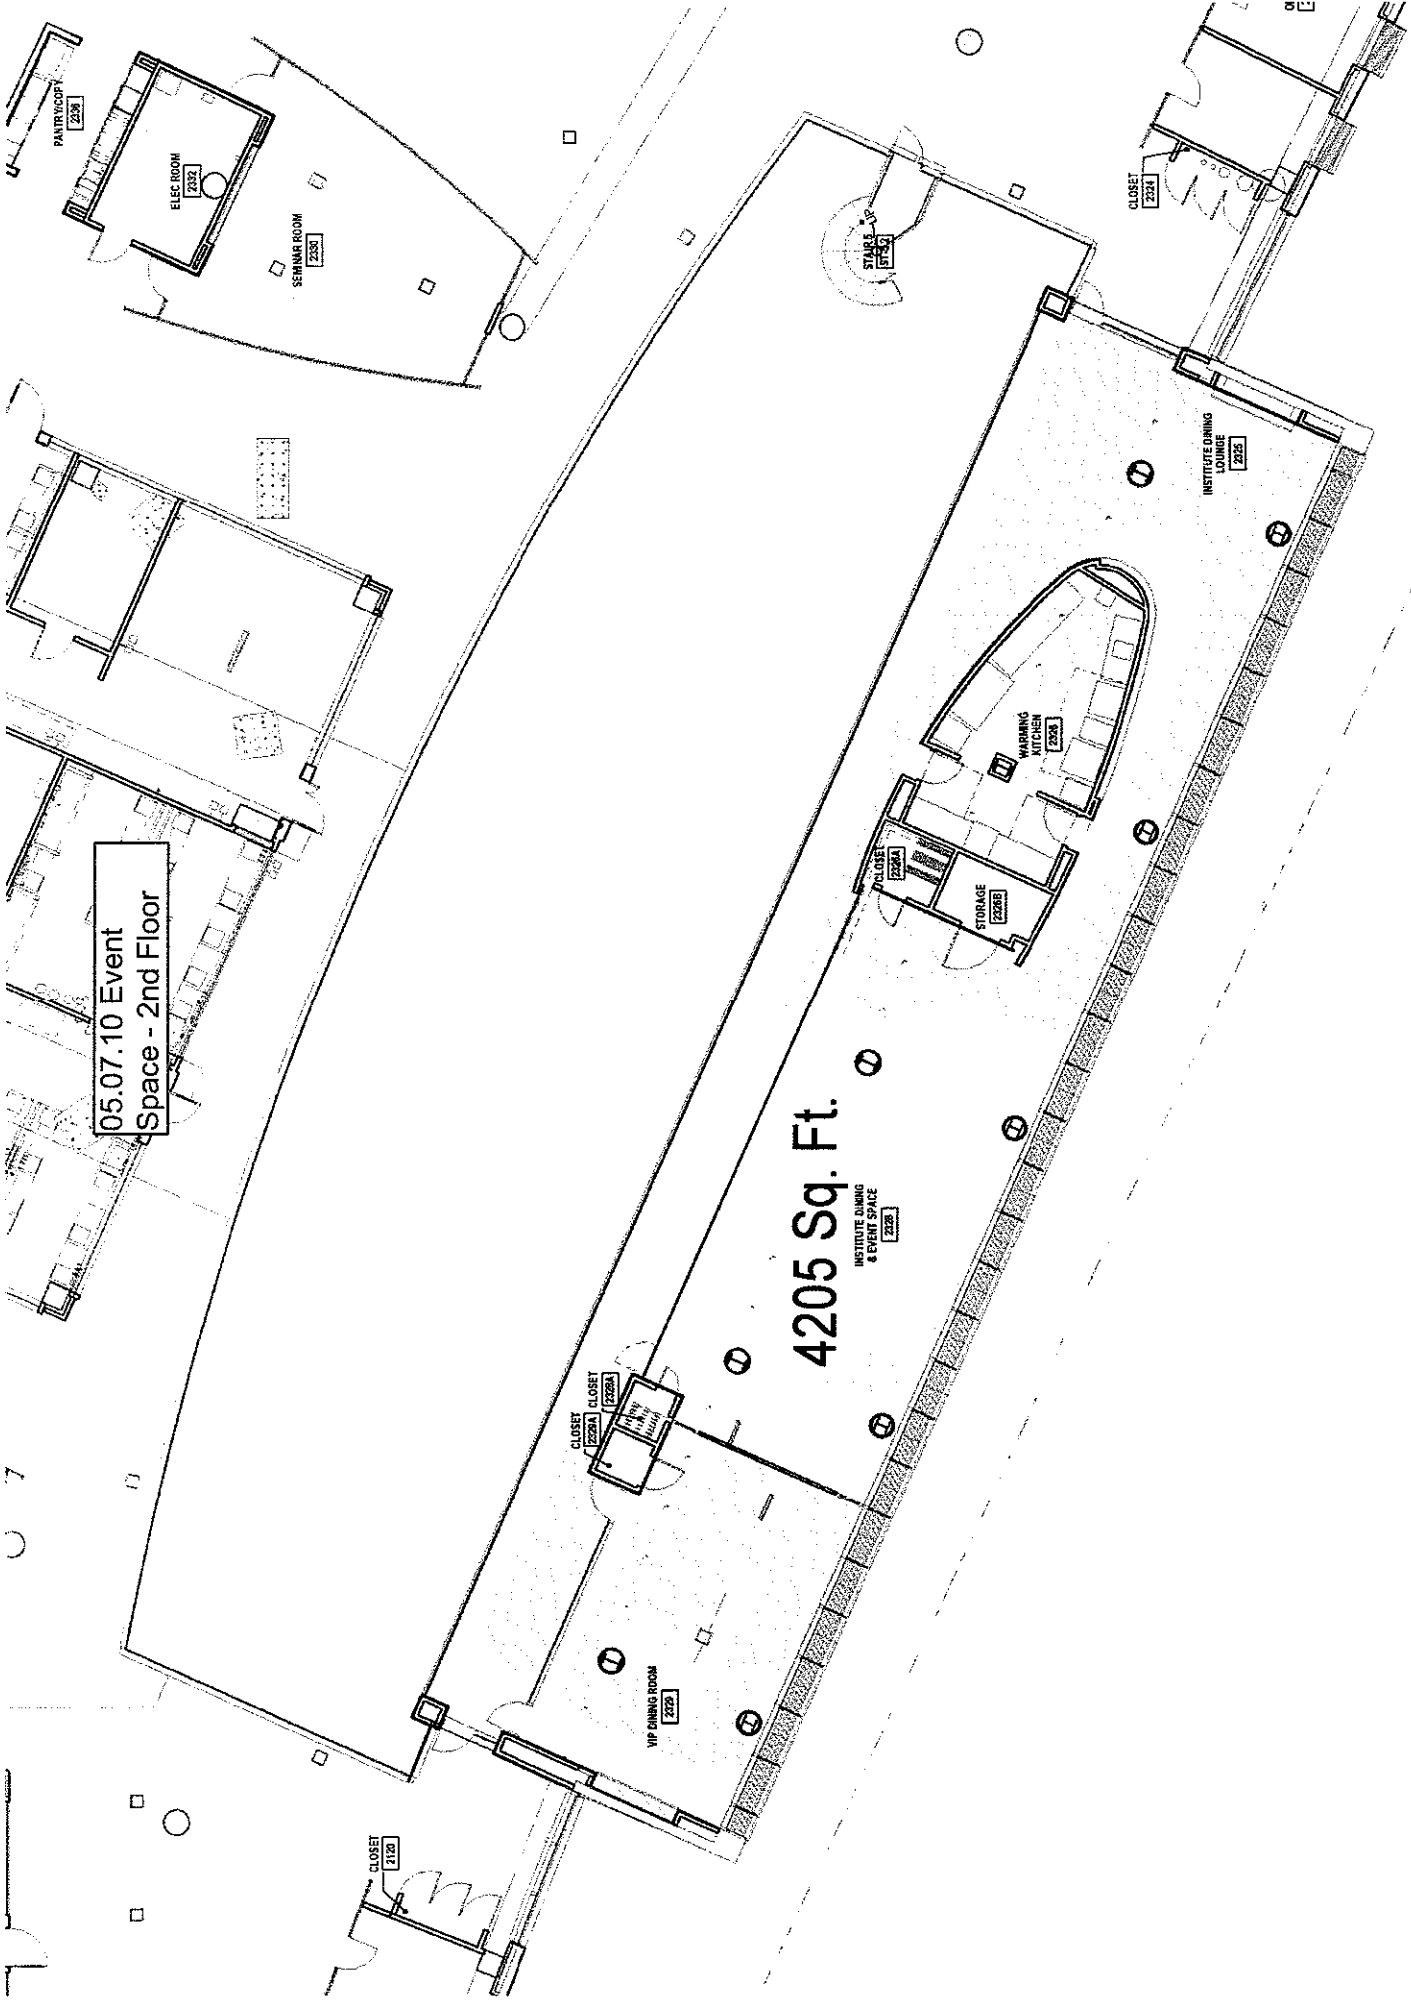 05.07.10 Event
Space - 2nd Floor
PANTRY/COPY
2336
ELEC ROOM
2332
SEMINAR ROOM
2330
STAIR 5
UP
CLOSET
2324
INSTITUTE DINING
LOUNGE
2325
WARMING
KITCHEN
2326
CLOSET
2326A
STORAGE
2326B
4205 Sq. Ft.
INSTITUTE DINING
& EVENT SPACE
2328
CLOSET
2328A
CLOSET
2329A
VIP DINING ROOM
2329
CLOSET
2120